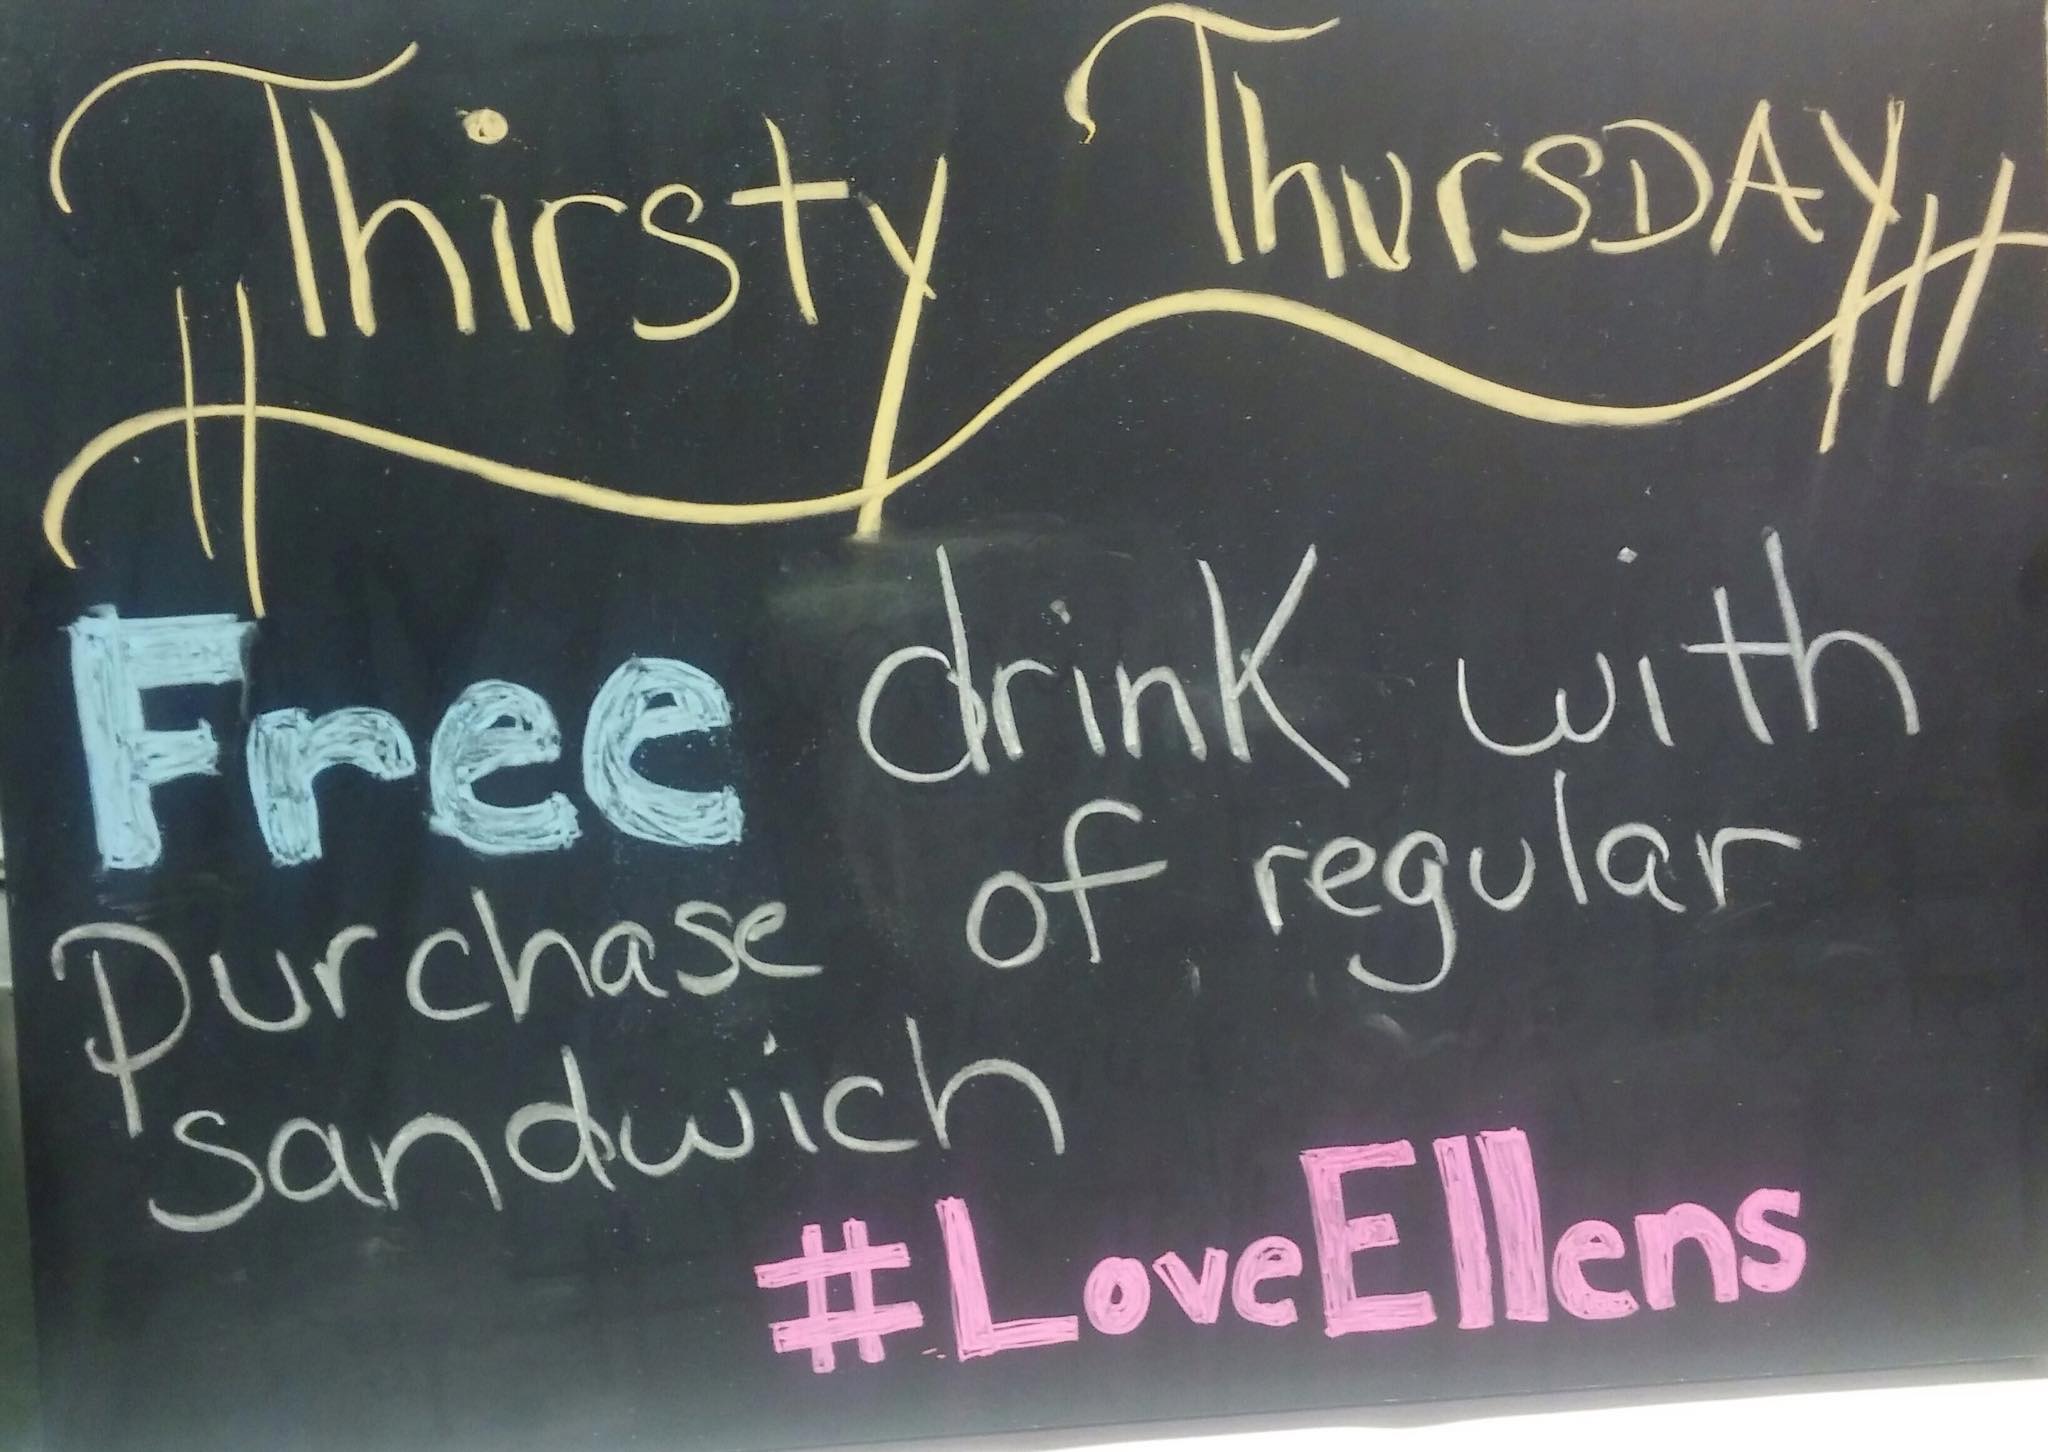 Thirsty ThursDAY
Free drink with
purchase of regular
sandwich
#LoveEllens